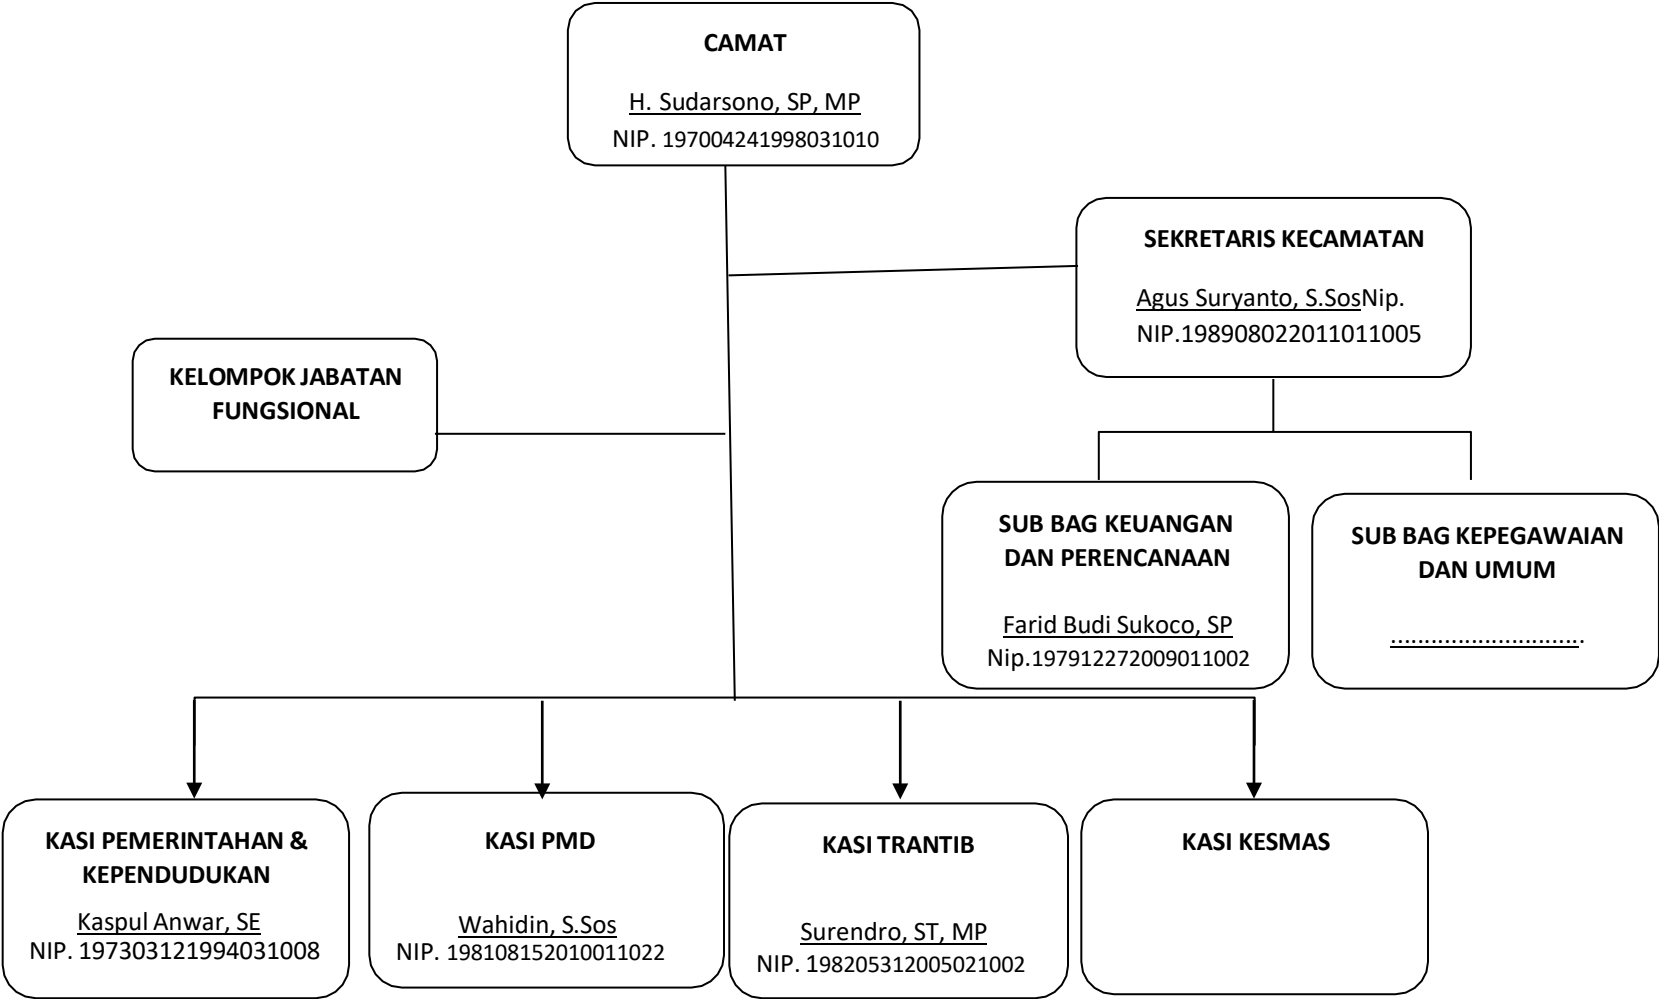 CAMAT
H. Sudarsono, SP, MP
NIP. 197004241998031010
SEKRETARIS KECAMATAN
Agus Suryanto, S.SosNip.
NIP.198908022011011005
KELOMPOK JABATAN
FUNGSIONAL
SUB BAG KEUANGAN
DAN PERENCANAAN
Farid Budi Sukoco, SP
Nip.197912272009011002
SUB BAG KEPEGAWAIAN
DAN UMUM
.............................
KASI PEMERINTAHAN &
KEPENDUDUKAN
Kaspul Anwar, SE
NIP. 197303121994031008
KASI PMD
Wahidin, S.Sos
NIP. 198108152010011022
KASI TRANTIB
Surendro, ST, MP
NIP. 198205312005021002
KASI KESMAS